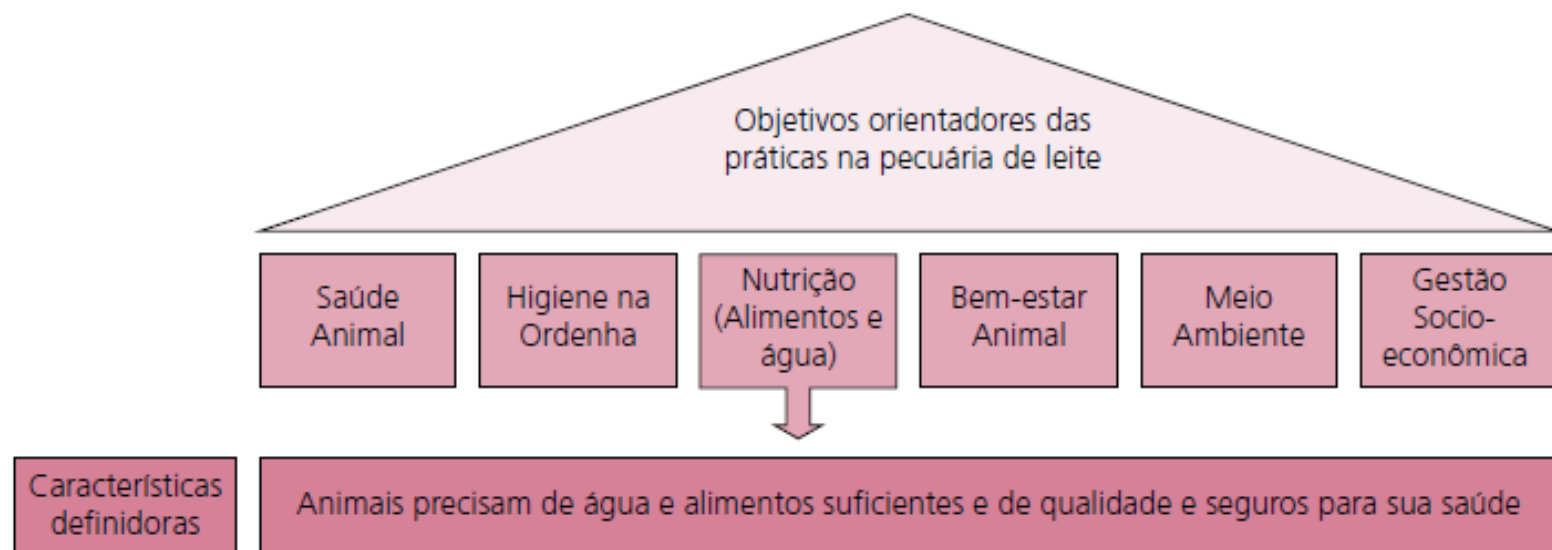 Objetivos orientadores das
práticas na pecuária de leite
Saúde
Animal
Higiene na
Ordenha
Nutrição
(Alimentos e
água)
Bem-estar
Animal
Meio
Ambiente
Gestão
Socio-
econômica
Características
definidoras
Animais precisam de água e alimentos suficientes e de qualidade e seguros para sua saúde